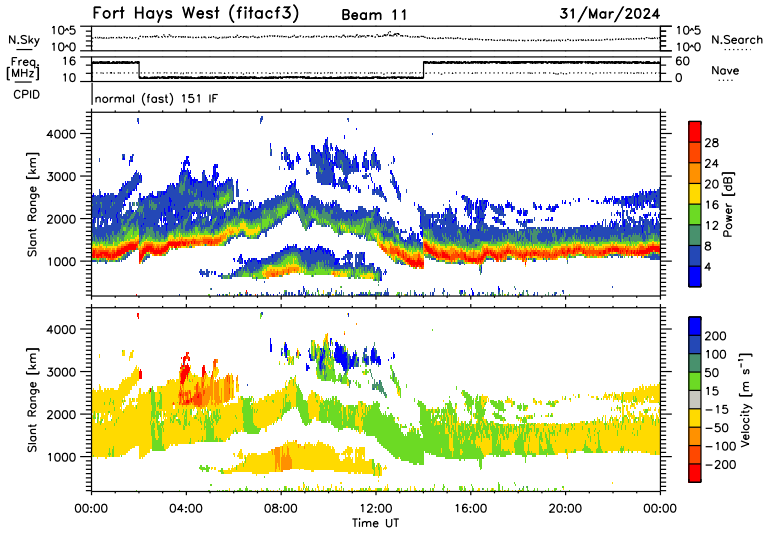 Fort Hays West (fitacf3) Beam 11 31/Mar/2024
N.Sky 10^5 10^0 10^5 10^0 N.Search
Freq. [MHz] 16 10 60 0 Nave
CPID normal (fast) 151 IF
Slant Range [km] 4000 3000 2000 1000
Power [dB] 28 24 20 16 12 8 4
Slant Range [km] 4000 3000 2000 1000
Velocity [m s⁻¹] 200 100 50 15 −15 −50 −100 −200
00:00 04:00 08:00 12:00 16:00 20:00 00:00
Time UT